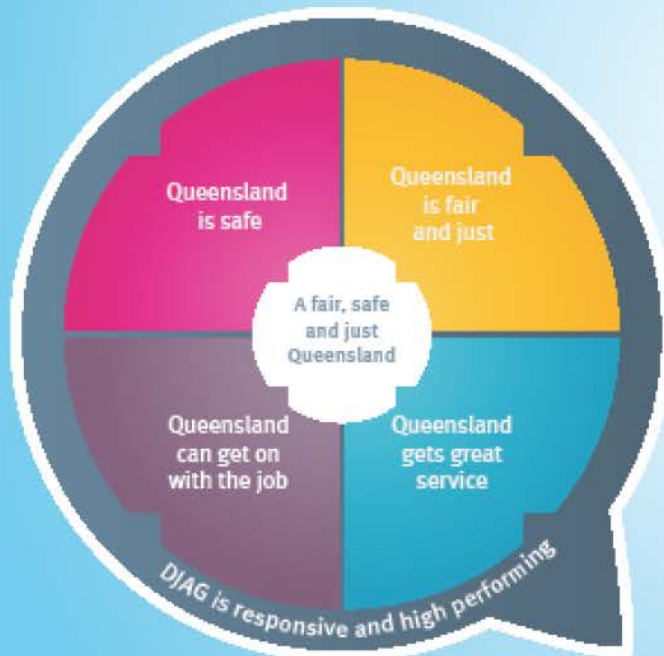 Queensland
is safe
Queensland
is fair
and just
A fair, safe
and just
Queensland
Queensland
can get on
with the job
Queensland
gets great
service
DJAG is responsive and high performing